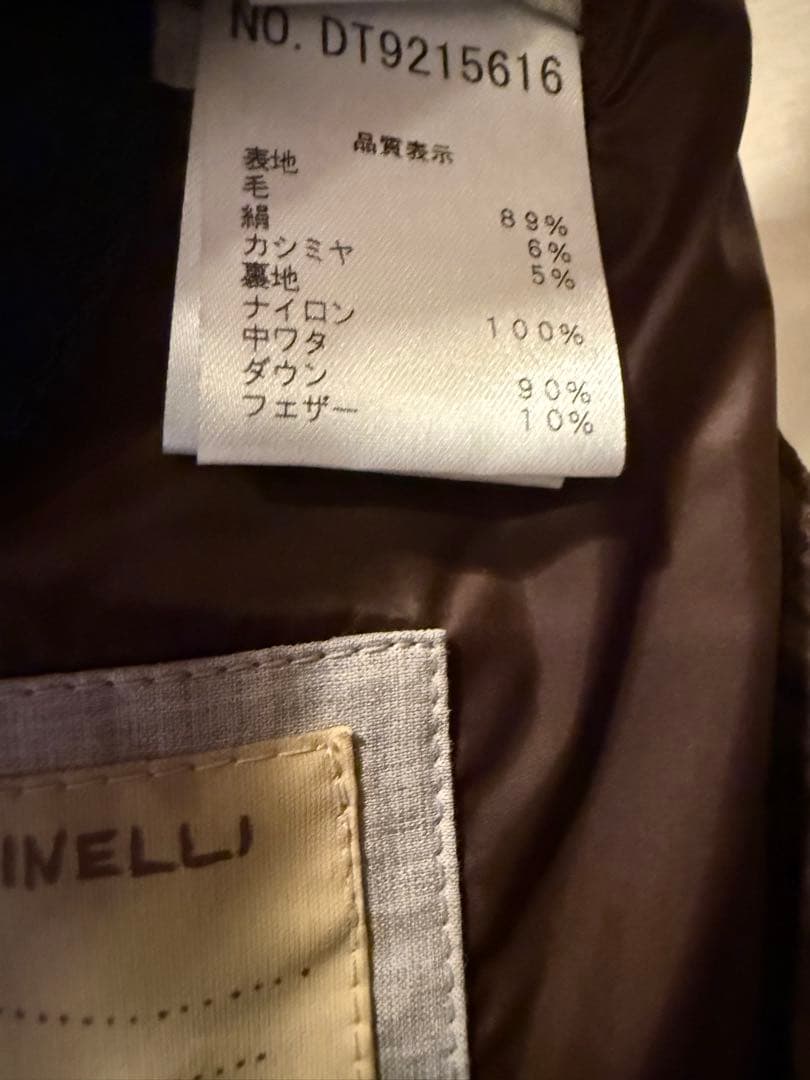 NO. DT9215616
品質表示
表地
毛 89%
絹 6%
カシミヤ 5%
裏地
ナイロン 100%
中ワタ
ダウン 90%
フェザー 10%
INELLI